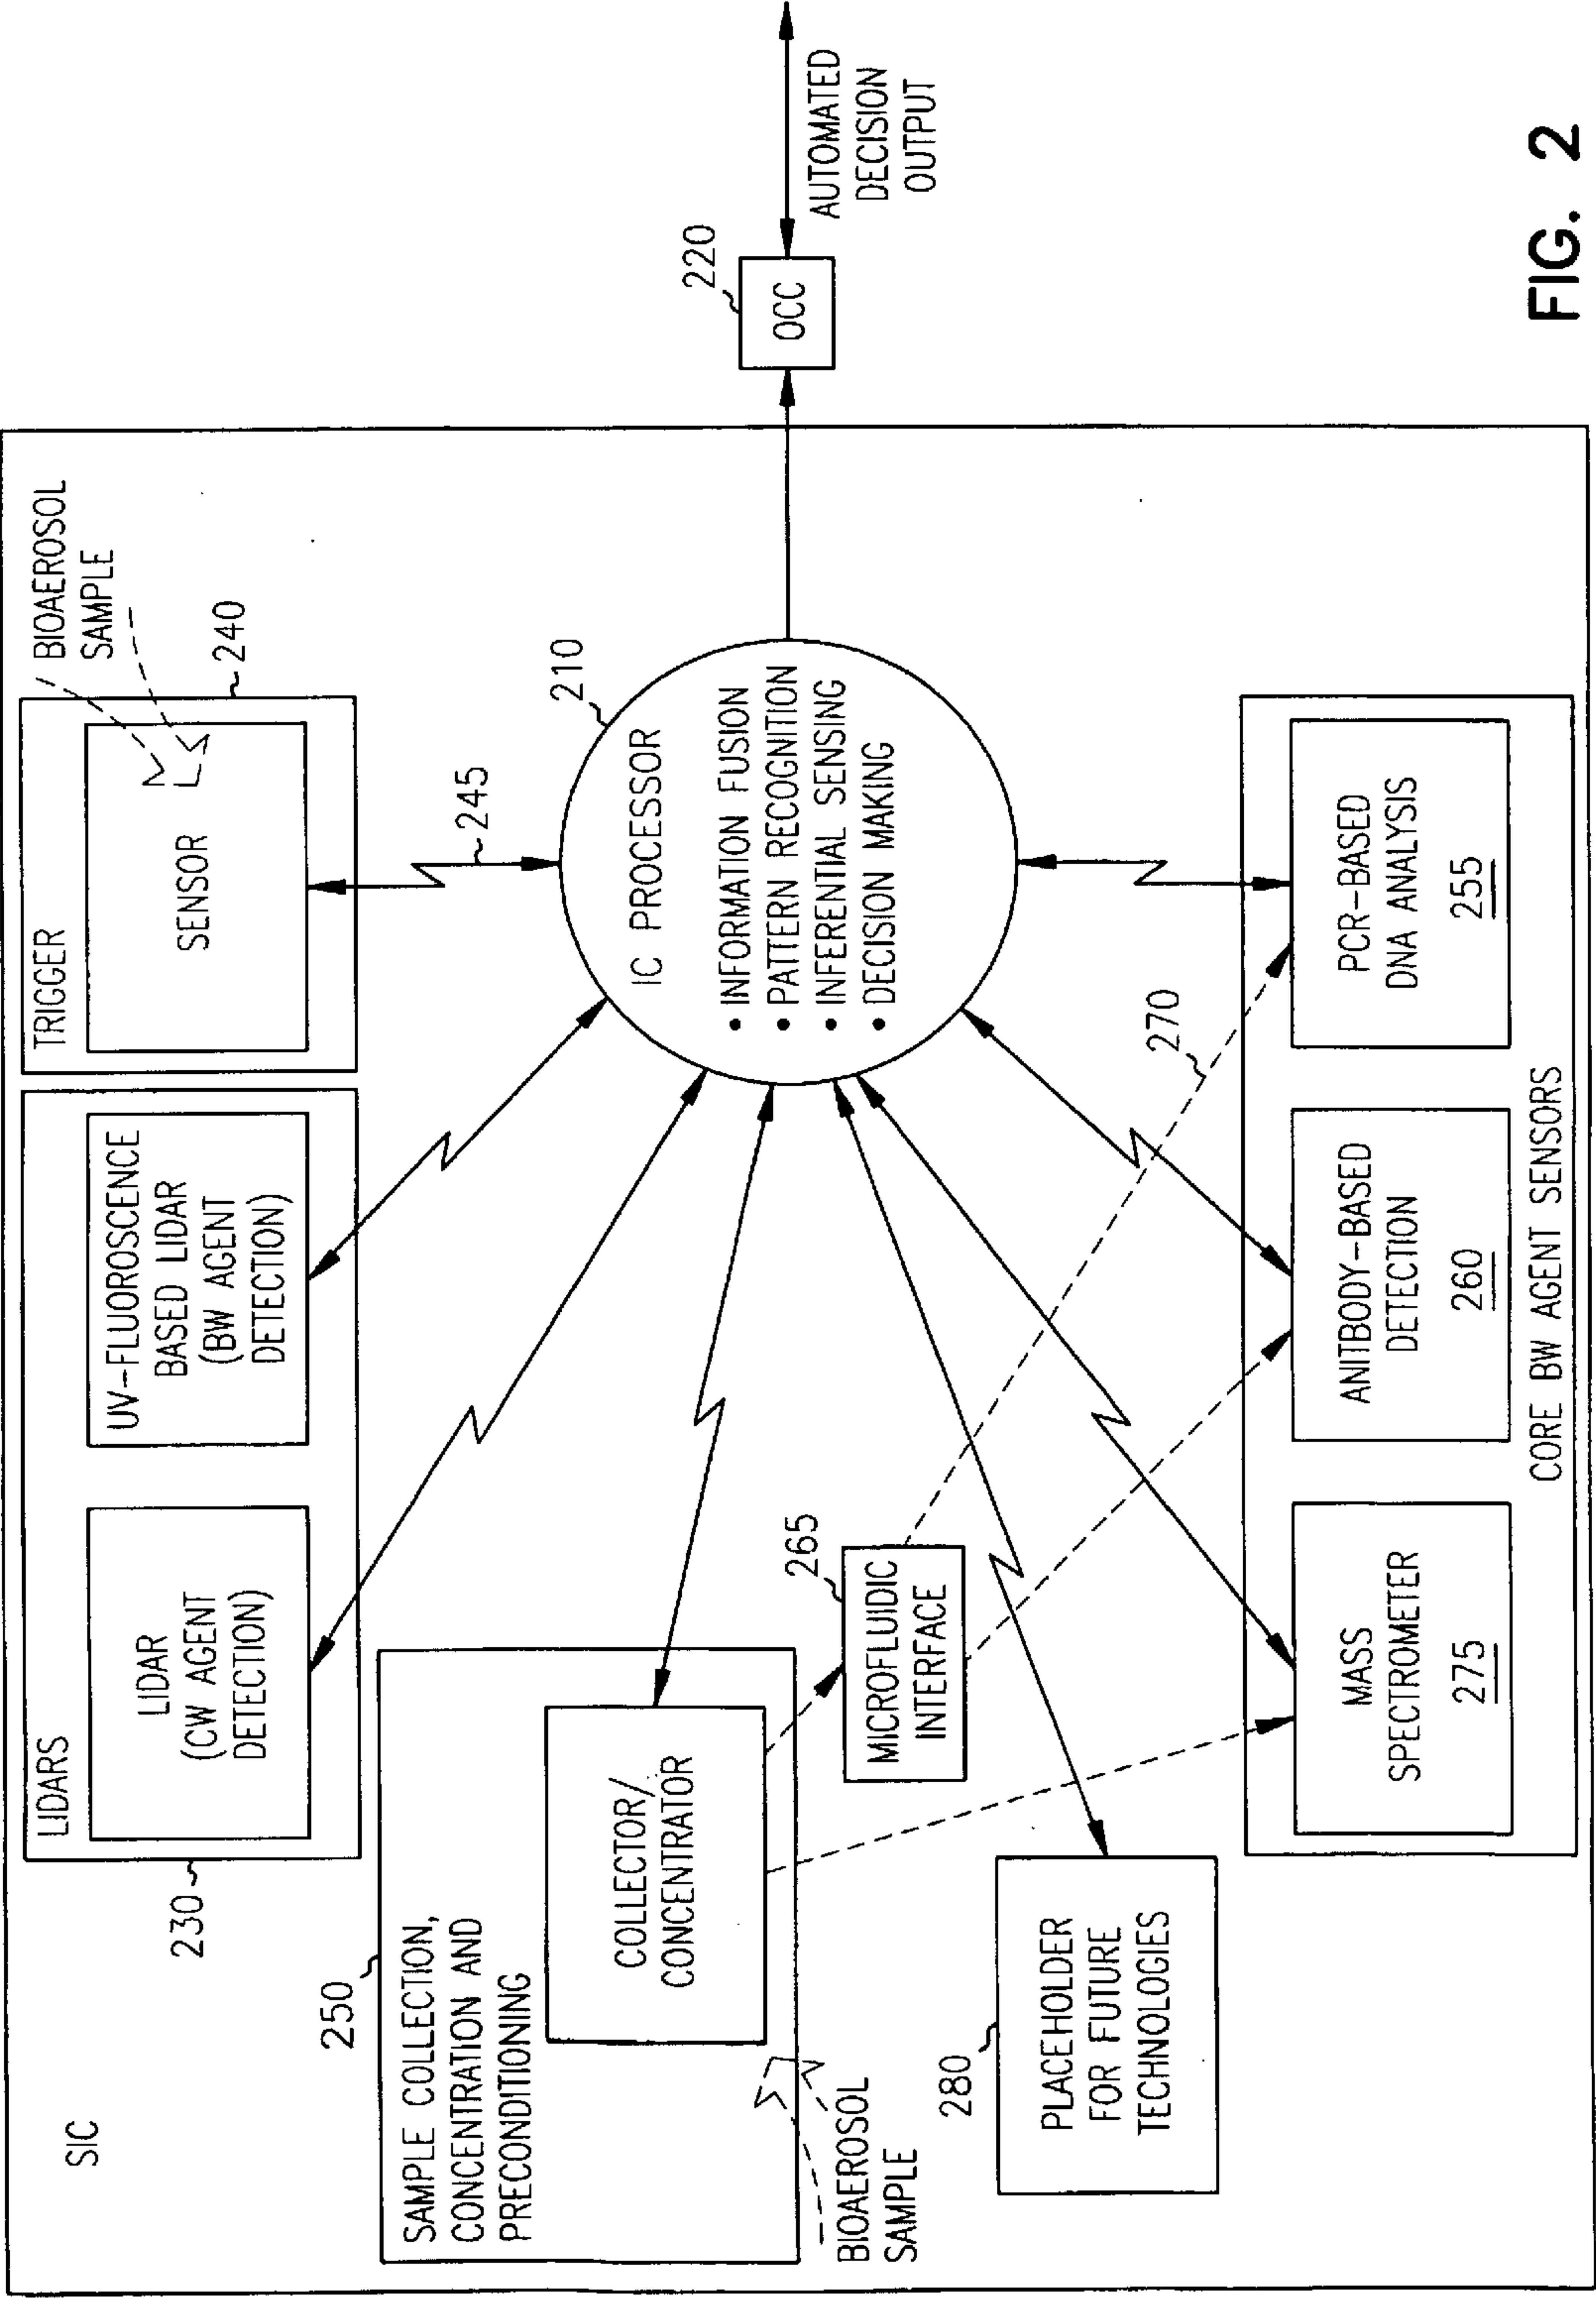 SIC
LIDARS
230
LIDAR
(CW AGENT
DETECTION)
UV-FLUOROSCENCE
BASED LIDAR
(BW AGENT
DETECTION)
TRIGGER
SENSOR
BIOAEROSOL
SAMPLE
240
245
250
SAMPLE COLLECTION,
CONCENTRATION AND
PRECONDITIONING
COLLECTOR/
CONCENTRATOR
BIOAEROSOL
SAMPLE
210
IC PROCESSOR
• INFORMATION FUSION
• PATTERN RECOGNITION
• INFERENTIAL SENSING
• DECISION MAKING
220
OCC
AUTOMATED
DECISION
OUTPUT
265
MICROFLUIDIC
INTERFACE
270
280
PLACEHOLDER
FOR FUTURE
TECHNOLOGIES
MASS
SPECTROMETER
275
ANITBODY-BASED
DETECTION
260
PCR-BASED
DNA ANALYSIS
255
CORE BW AGENT SENSORS
FIG. 2